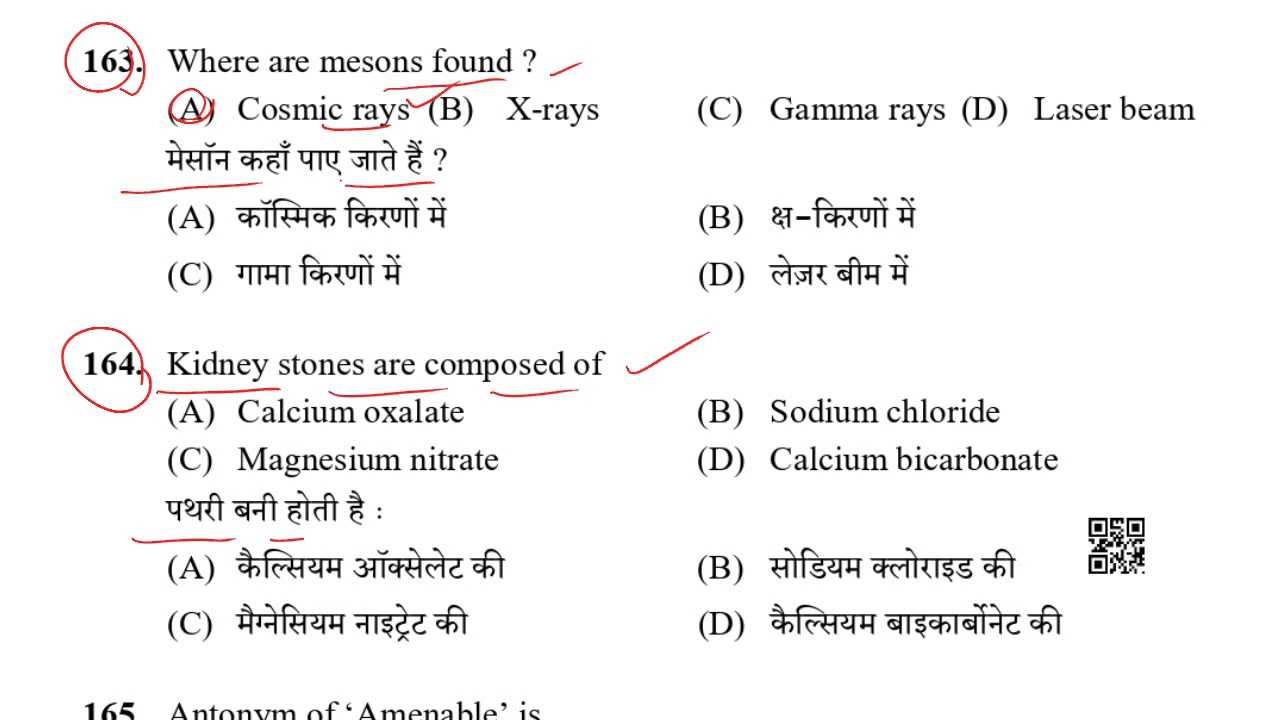 163. Where are mesons found ?
(A) Cosmic rays (B) X-rays (C) Gamma rays (D) Laser beam
मेसॉन कहाँ पाए जाते हैं ?
(A) कॉस्मिक किरणों में (B) क्ष-किरणों में
(C) गामा किरणों में (D) लेज़र बीम में
164. Kidney stones are composed of
(A) Calcium oxalate (B) Sodium chloride
(C) Magnesium nitrate (D) Calcium bicarbonate
पथरी बनी होती है :
(A) कैल्सियम ऑक्सेलेट की (B) सोडियम क्लोराइड की
(C) मैग्नेसियम नाइट्रेट की (D) कैल्सियम बाइकार्बोनेट की
165. Antonym of ‘Amenable’ is